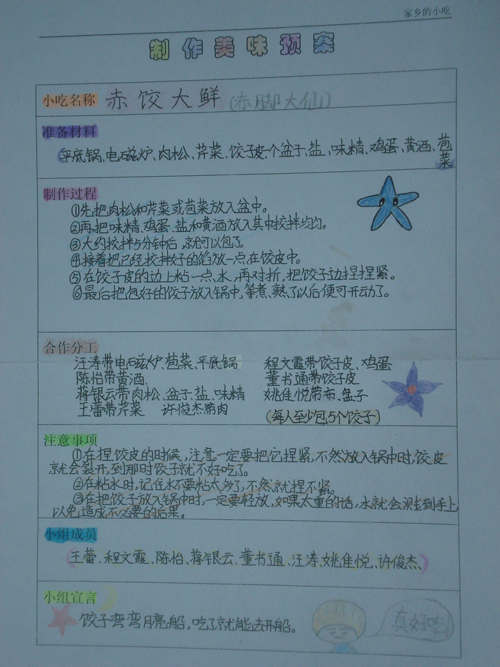 家乡的小吃
制作美味预案
小吃名称 赤饺大鲜(赤脚大仙)
准备材料
平底锅、电磁炉、肉松、芹菜、饺子皮、个盆子、盐、味精、鸡蛋、黄酒、苞菜
制作过程
①先把肉松和芹菜或苞菜放入盆中。
②再把味精、鸡蛋、盐和黄酒放入其中搅拌均匀。
③大约搅拌5分钟后,就可以包了。
④接着把已经搅拌好的馅放一点在饺皮中。
⑤在饺子皮的边上粘一点水,再对折,把饺子边捏捏紧。
⑥最后把包好的饺子放入锅中,等煮熟了以后便可开动了。
合作分工
汪涛带电磁炉、苞菜、平底锅 程文霞带饺子皮、鸡蛋
陈怡带黄酒 董书通带饺子皮
蒋银云带肉松、盆子、盐、味精 姚佳悦带布、盘子
王蕾带芹菜 许俊杰带肉 (每人至少包5个饺子)
注意事项
①在捏饺皮的时候,注意一定要把它捏紧,不然放入锅中时,饺皮
就会裂开,到那时饺子就不好吃了。
②在粘水时,记住水不要粘太多了,不然就捏不紧。
③在把饺子放入锅中时,一定要轻放,如果太重的话,水就会溅到手上,
以免造成不必要的后果。
小组成员
王蕾、程文霞、陈怡、蒋银云、董书通、汪涛、姚佳悦、许俊杰、
小组宣言
饺子弯弯月亮船,吃了就能去开船。
真好吃!